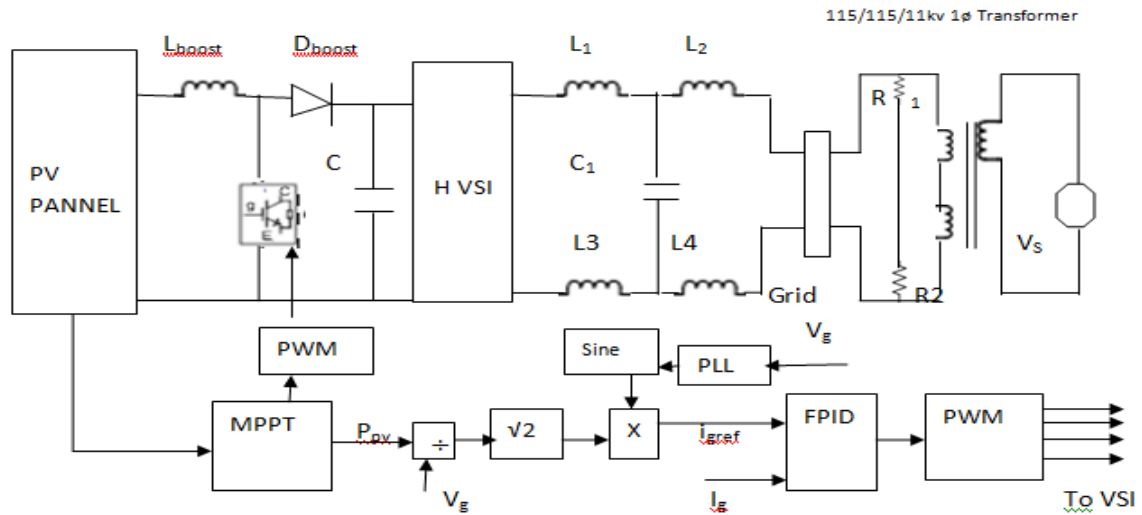 115/115/11kv 1ø Transformer
Lboost
Dboost
L1
L2
R 1
PV
PANNEL
C
H VSI
C1
g
C
E
L3
L4
VS
Grid
R2
PWM
Sine
PLL
Vg
MPPT
Ppv
÷
√2
X
igref
FPID
PWM
Vg
Ig
To VSI